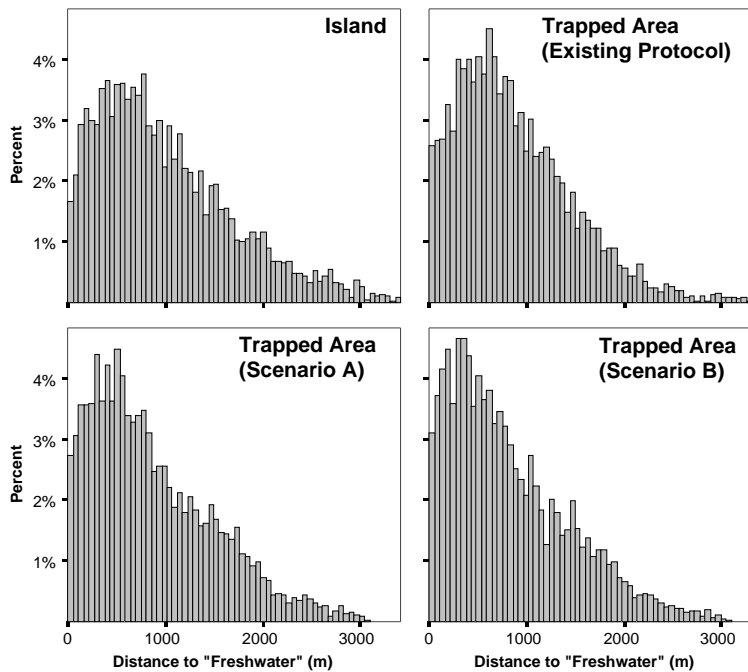 Island
Trapped Area
(Existing Protocol)
4%
3%
2%
1%
Percent
Trapped Area
(Scenario A)
Trapped Area
(Scenario B)
4%
3%
2%
1%
Percent
0 1000 2000 3000
0 1000 2000 3000
Distance to "Freshwater" (m)
Distance to "Freshwater" (m)